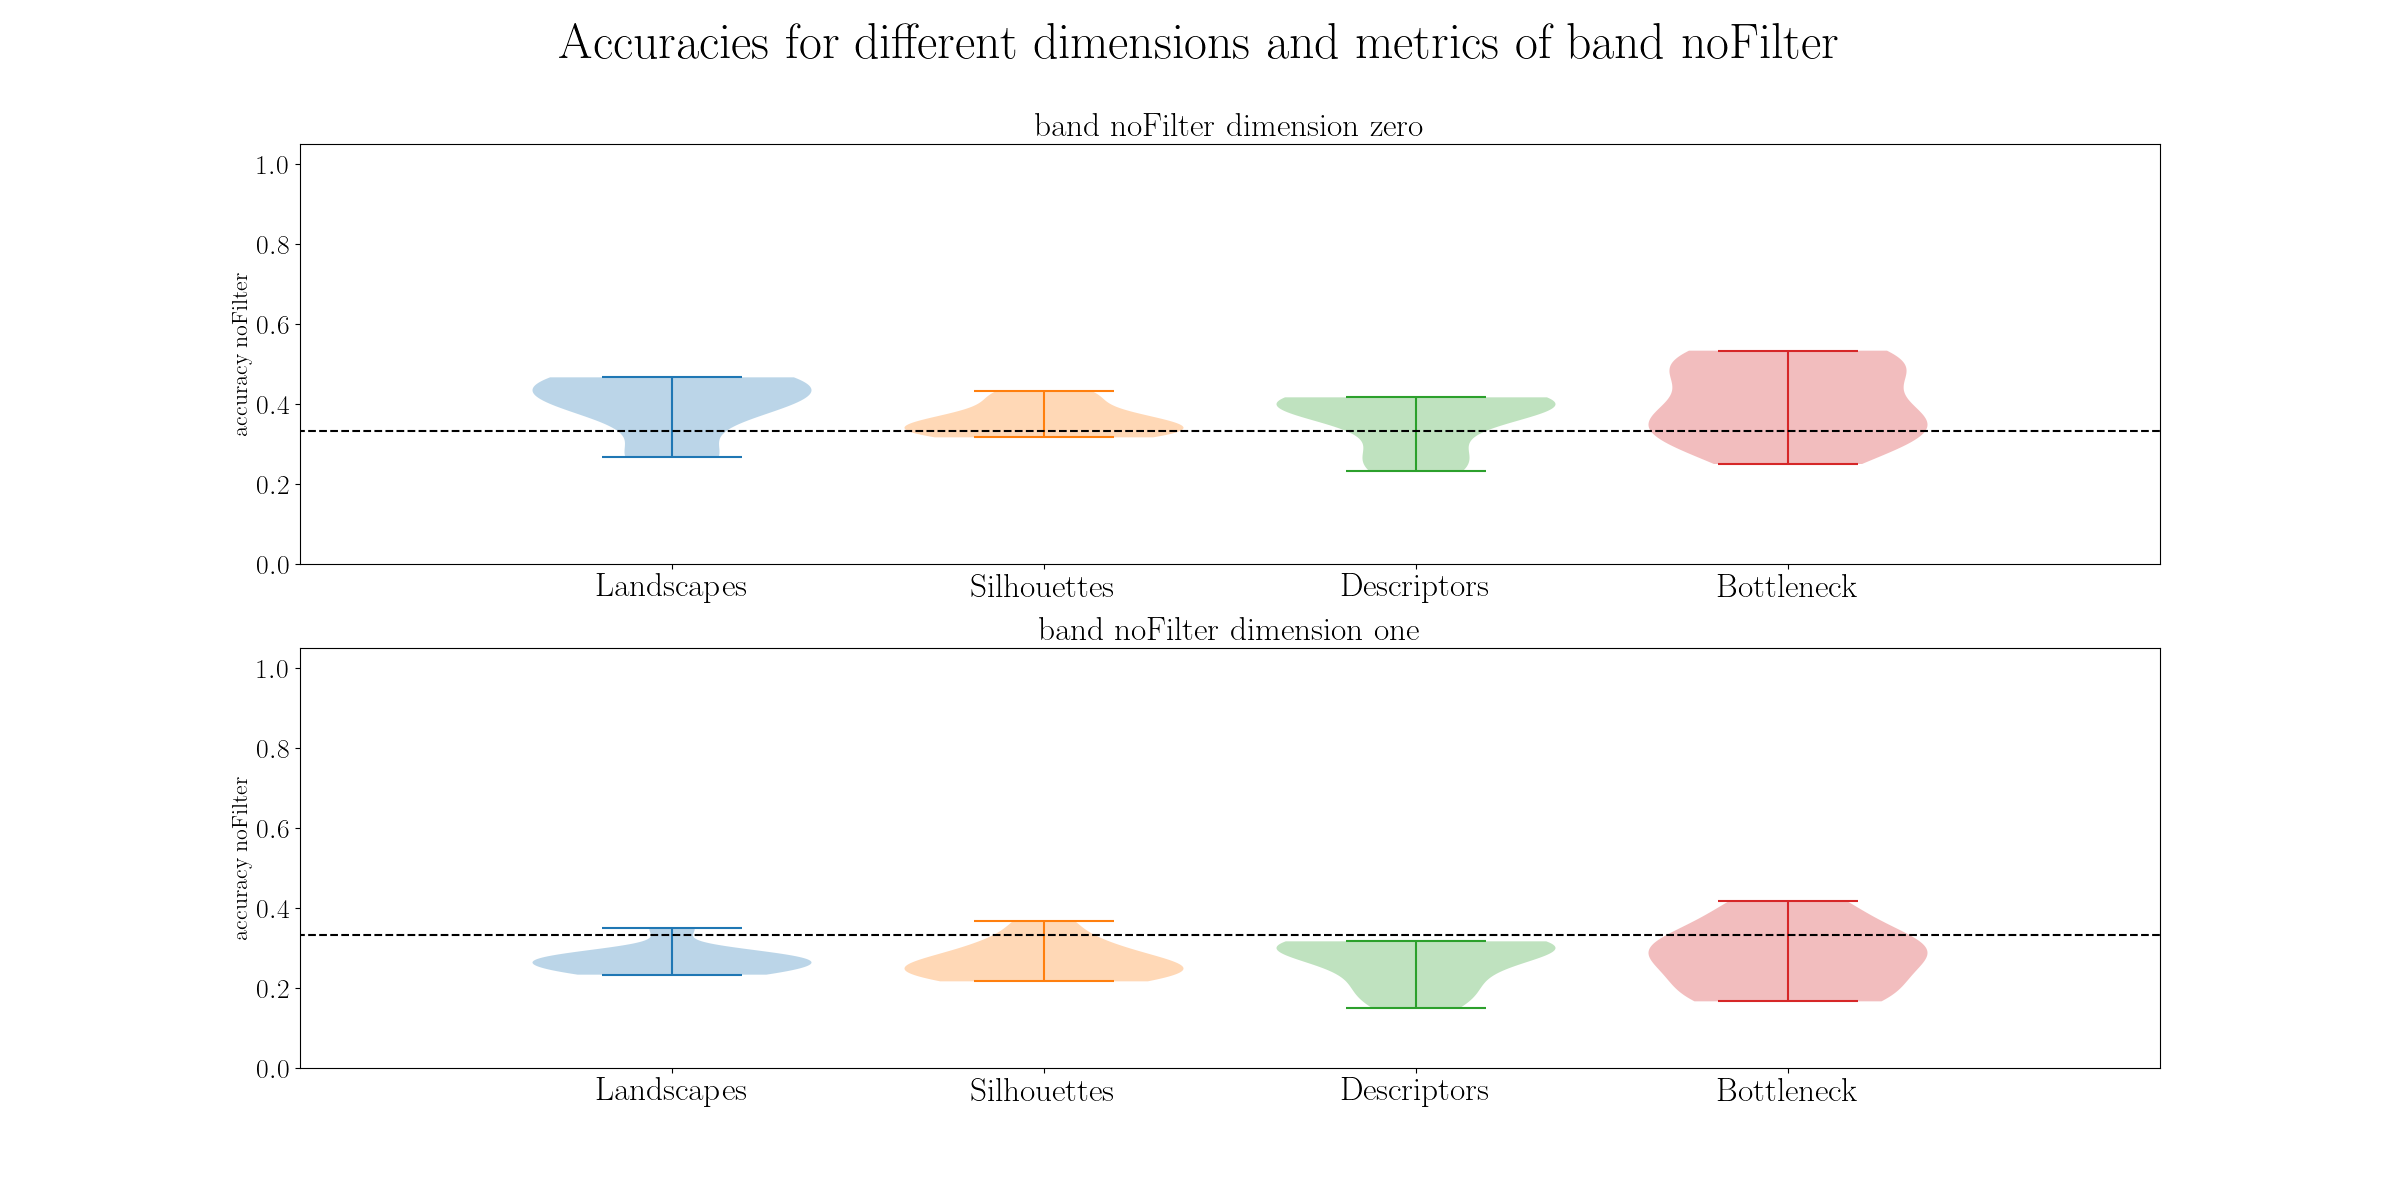 Accuracies for different dimensions and metrics of band noFilter
band noFilter dimension zero
accuracy noFilter
1.0
0.8
0.6
0.4
0.2
0.0
Landscapes Silhouettes Descriptors Bottleneck
band noFilter dimension one
accuracy noFilter
1.0
0.8
0.6
0.4
0.2
0.0
Landscapes Silhouettes Descriptors Bottleneck